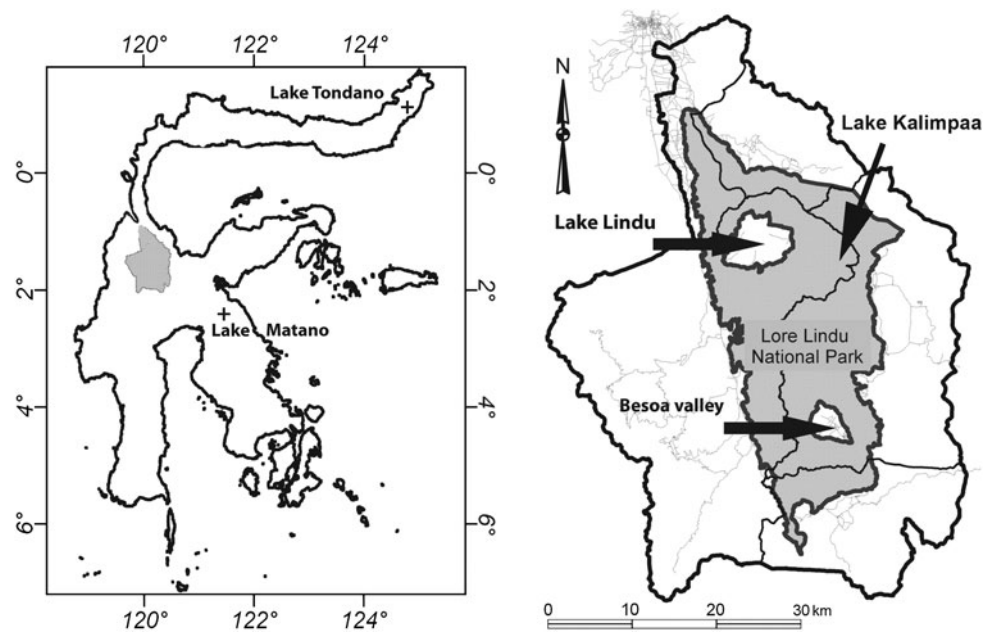 120° 122° 124°
Lake Tondano
0°
0°
2°
2°
Lake Matano
4°
4°
6°
6°
120° 122° 124°
N
Lake Kalimpaa
Lake Lindu
Lore Lindu
National Park
Besoa valley
0 10 20 30 km